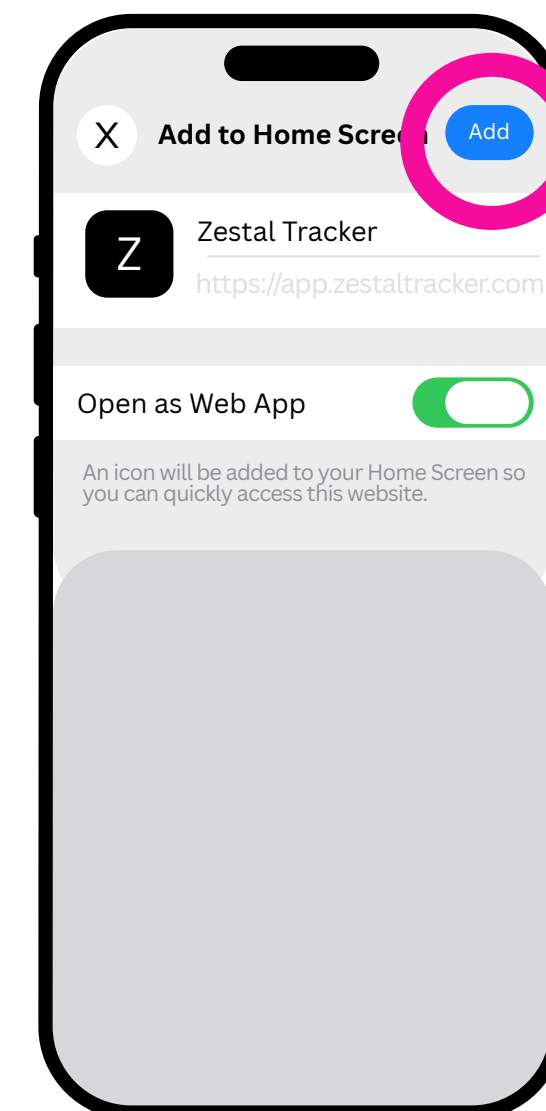 X Add to Home Screen Add
Z
Zestal Tracker
https://app.zestaltracker.com
Open as Web App
An icon will be added to your Home Screen so
you can quickly access this website.